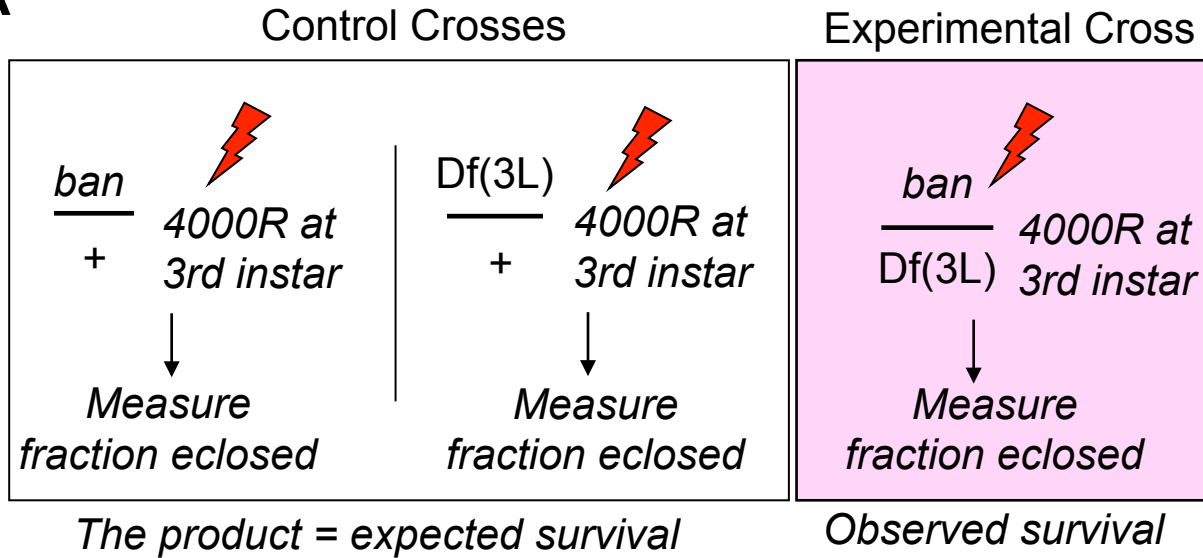 A
Control Crosses
ban
+
4000R at
3rd instar
Measure
fraction eclosed
Df(3L)
+
4000R at
3rd instar
Measure
fraction eclosed
The product = expected survival
Experimental Cross
ban
Df(3L)
4000R at
3rd instar
Measure
fraction eclosed
Observed survival